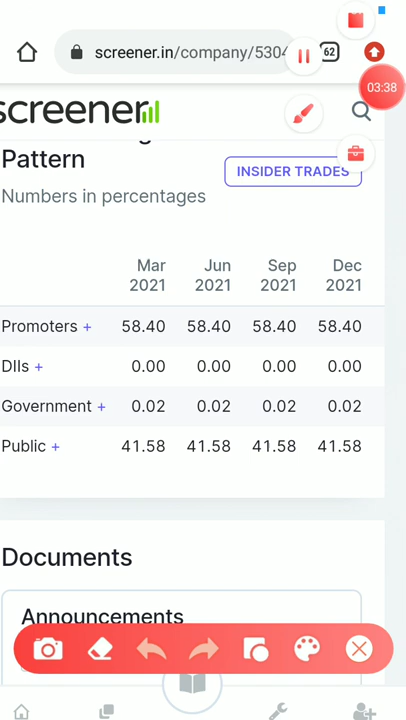 screener.in/company/5304
62
03:38
screener
Pattern
INSIDER TRADES
Numbers in percentages
Mar 2021 Jun 2021 Sep 2021 Dec 2021
Promoters + 58.40 58.40 58.40 58.40
DIIs + 0.00 0.00 0.00 0.00
Government + 0.02 0.02 0.02 0.02
Public + 41.58 41.58 41.58 41.58
Documents
Announcements